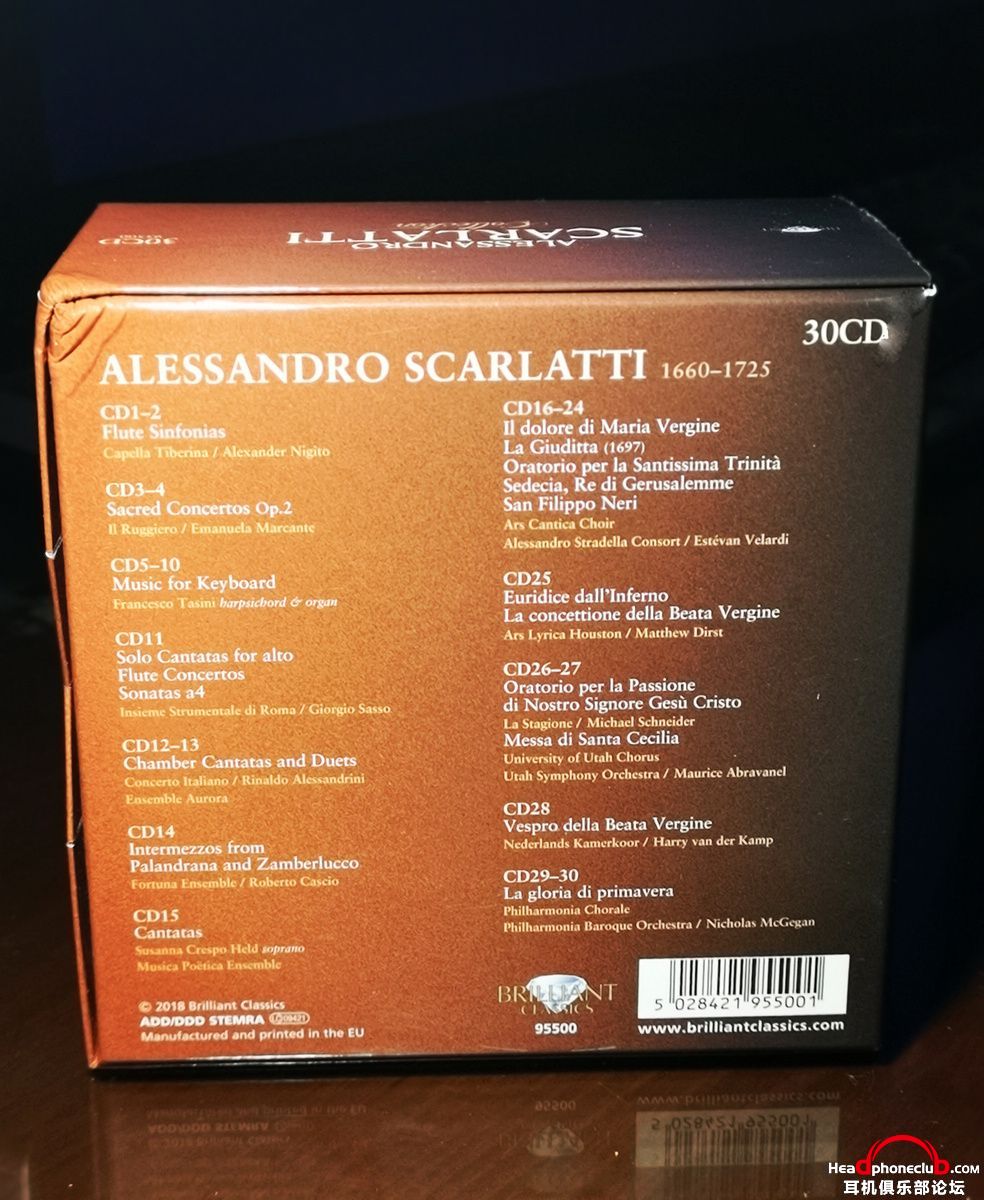 ALESSANDRO
SCARLATTI
Collection
30CD
95500
30CD
ALESSANDRO SCARLATTI 1660–1725
CD1–2
Flute Sinfonias
Capella Tiberina / Alexander Nigito
CD3–4
Sacred Concertos Op.2
Il Ruggiero / Emanuela Marcante
CD5–10
Music for Keyboard
Francesco Tasini harpsichord & organ
CD11
Solo Cantatas for alto
Flute Concertos
Sonatas a4
Insieme Strumentale di Roma / Giorgio Sasso
CD12–13
Chamber Cantatas and Duets
Concerto Italiano / Rinaldo Alessandrini
Ensemble Aurora
CD14
Intermezzos from
Palandrana and Zamberlucco
Fortuna Ensemble / Roberto Cascio
CD15
Cantatas
Susanna Crespo Held soprano
Musica Poëtica Ensemble
CD16–24
Il dolore di Maria Vergine
La Giuditta (1697)
Oratorio per la Santissima Trinità
Sedecia, Re di Gerusalemme
San Filippo Neri
Ars Cantica Choir
Alessandro Stradella Consort / Estévan Velardi
CD25
Euridice dall'Inferno
La concettione della Beata Vergine
Ars Lyrica Houston / Matthew Dirst
CD26–27
Oratorio per la Passione
di Nostro Signore Gesù Cristo
La Stagione / Michael Schneider
Messa di Santa Cecilia
University of Utah Chorus
Utah Symphony Orchestra / Maurice Abravanel
CD28
Vespro della Beata Vergine
Nederlands Kamerkoor / Harry van der Kamp
CD29–30
La gloria di primavera
Philharmonia Chorale
Philharmonia Baroque Orchestra / Nicholas McGegan
© 2018 Brilliant Classics
ADD/DDD STEMRA LC09421
Manufactured and printed in the EU
BRILLIANT
CLASSICS
95500
5 028421 955001
www.brilliantclassics.com
Headphoneclub.com
耳机俱乐部论坛